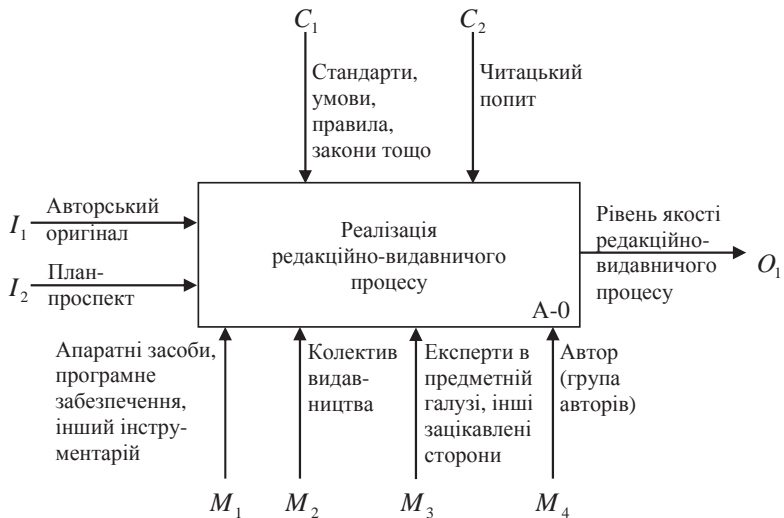 C₁
C₂
Стандарти,
умови,
правила,
закони тощо
Читацький
попит
I₁
Авторський
оригінал
I₂
План-
проспект
Реалізація
редакційно-видавничого
процесу
A-0
Рівень якості
редакційно-
видавничого
процесу
O₁
Апаратні засоби,
програмне
забезпечення,
інший інстру-
ментарій
Колектив
видав-
ництва
Експерти в
предметній
галузі, інші
зацікавлені
сторони
Автор
(група
авторів)
M₁
M₂
M₃
M₄